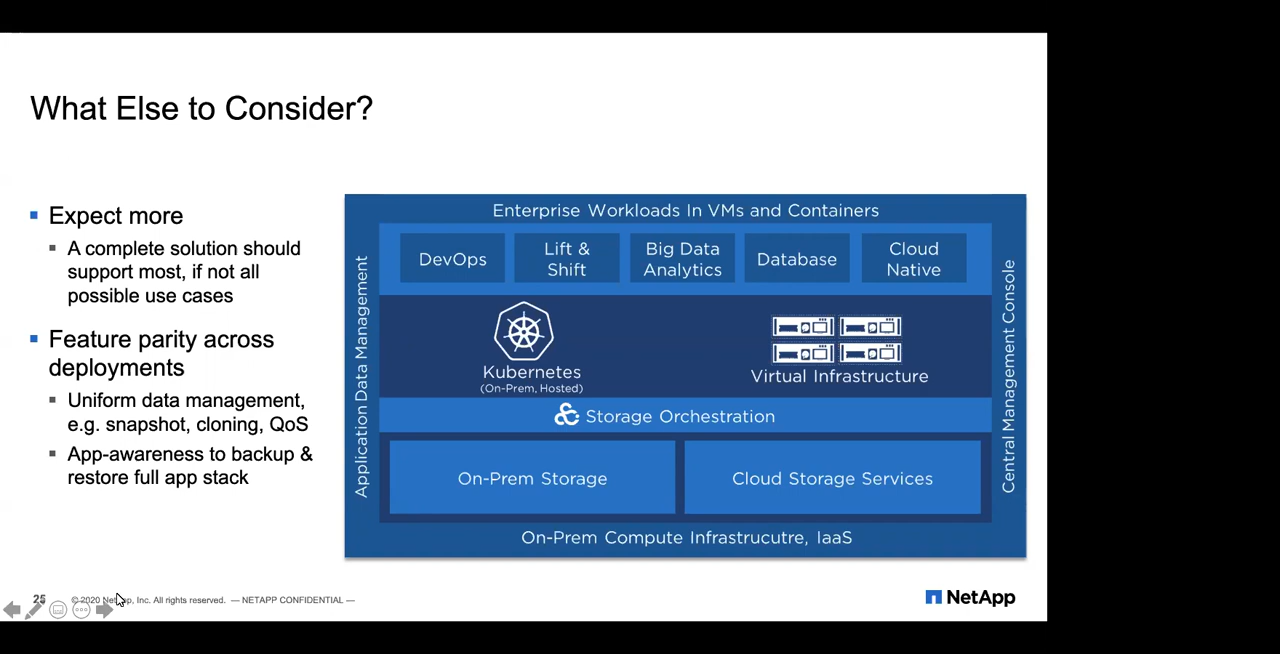 What Else to Consider?
Expect more
A complete solution should
support most, if not all
possible use cases
Feature parity across
deployments
Uniform data management,
e.g. snapshot, cloning, QoS
App-awareness to backup &
restore full app stack
Enterprise Workloads In VMs and Containers
Application Data Management
DevOps
Lift &
Shift
Big Data
Analytics
Database
Cloud
Native
Kubernetes
(On-Prem, Hosted)
Virtual Infrastructure
Storage Orchestration
On-Prem Storage
Cloud Storage Services
On-Prem Compute Infrastrucutre, IaaS
Central Management Console
25
© 2020 NetApp, Inc. All rights reserved. — NETAPP CONFIDENTIAL —
NetApp